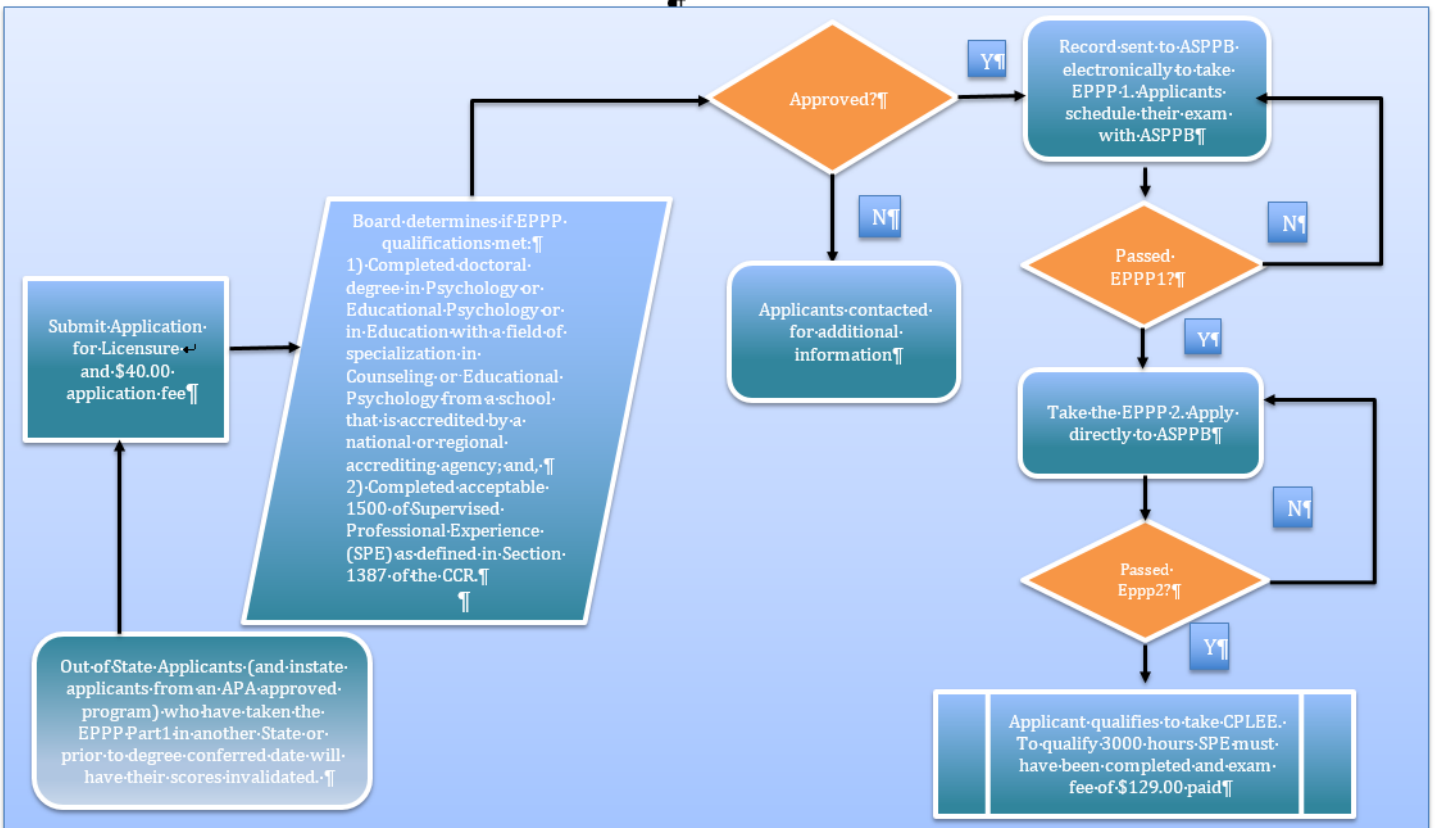 Submit Application
for Licensure
and $40.00
application fee¶
Out of State Applicants (and instate
applicants from an APA approved
program) who have taken the
EPPP Part1 in another State or
prior to degree conferred date will
have their scores invalidated. ¶
Board determines if EPPP
qualifications met:¶
1) Completed doctoral
degree in Psychology or
Educational Psychology or
in Education with a field of
specialization in
Counseling or Educational
Psychology from a school
that is accredited by a
national or regional
accrediting agency; and, ¶
2) Completed acceptable
1500 of Supervised
Professional Experience
(SPE) as defined in Section
1387 of the CCR.¶
¶
Approved?¶
Y¶
N¶
Applicants contacted
for additional
information¶
Record sent to ASPPB
electronically to take
EPPP 1. Applicants
schedule their exam
with ASPPB¶
Passed
EPPP1?¶
N¶
Y¶
Take the EPPP 2. Apply
directly to ASPPB¶
N¶
Passed
Eppp2?¶
Y¶
Applicant qualifies to take CPLEE.
To qualify 3000 hours SPE must
have been completed and exam
fee of $129.00 paid¶